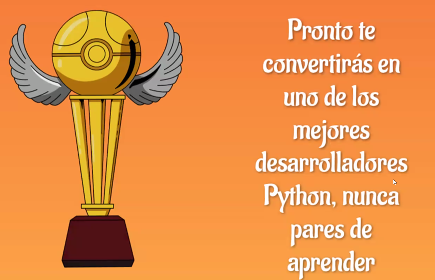 Pronto te
convertirás en
uno de los
mejores
desarrolladores
Python, nunca
pares de
aprender